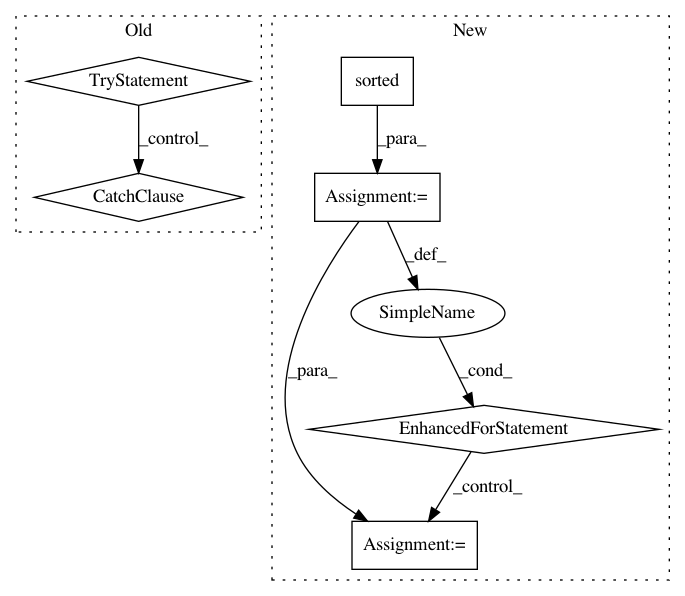 Old
New
TryStatement
sorted
_control_
_para_
CatchClause
Assignment:=
_def_
SimpleName
_para_
_cond_
EnhancedForStatement
_control_
Assignment:=